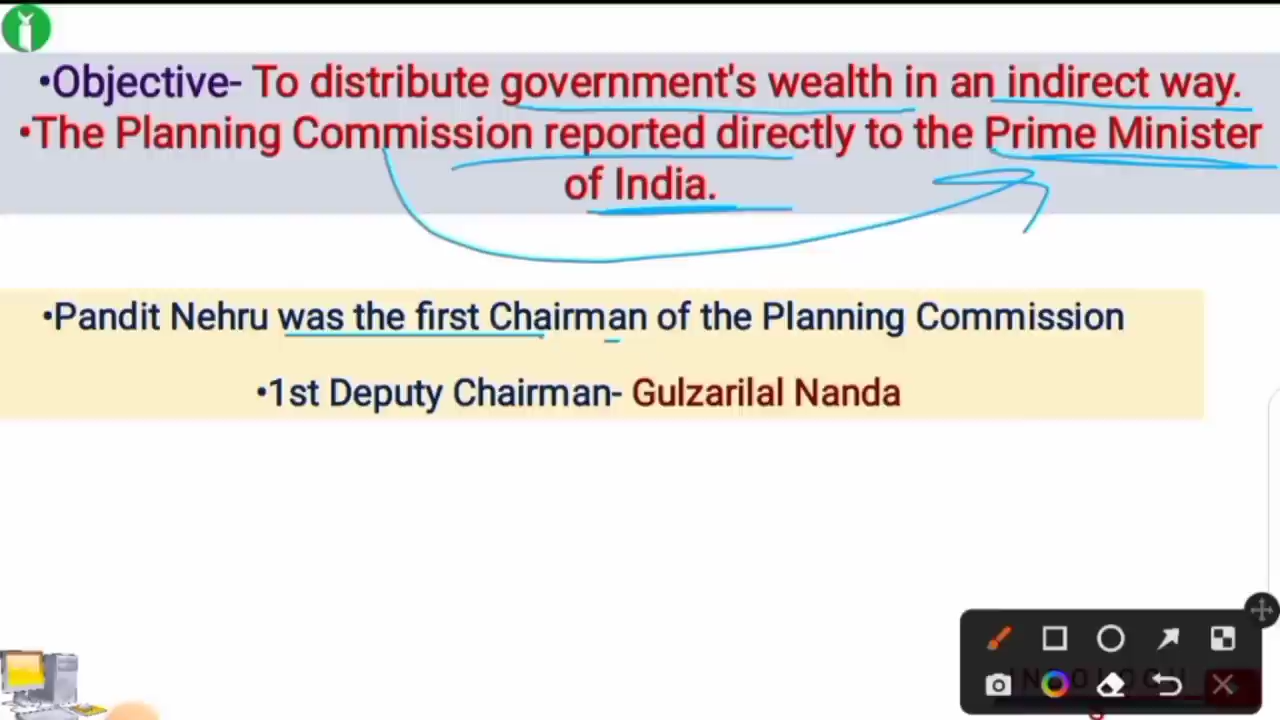 •Objective- To distribute government's wealth in an indirect way.
•The Planning Commission reported directly to the Prime Minister
of India.
•Pandit Nehru was the first Chairman of the Planning Commission
•1st Deputy Chairman- Gulzarilal Nanda